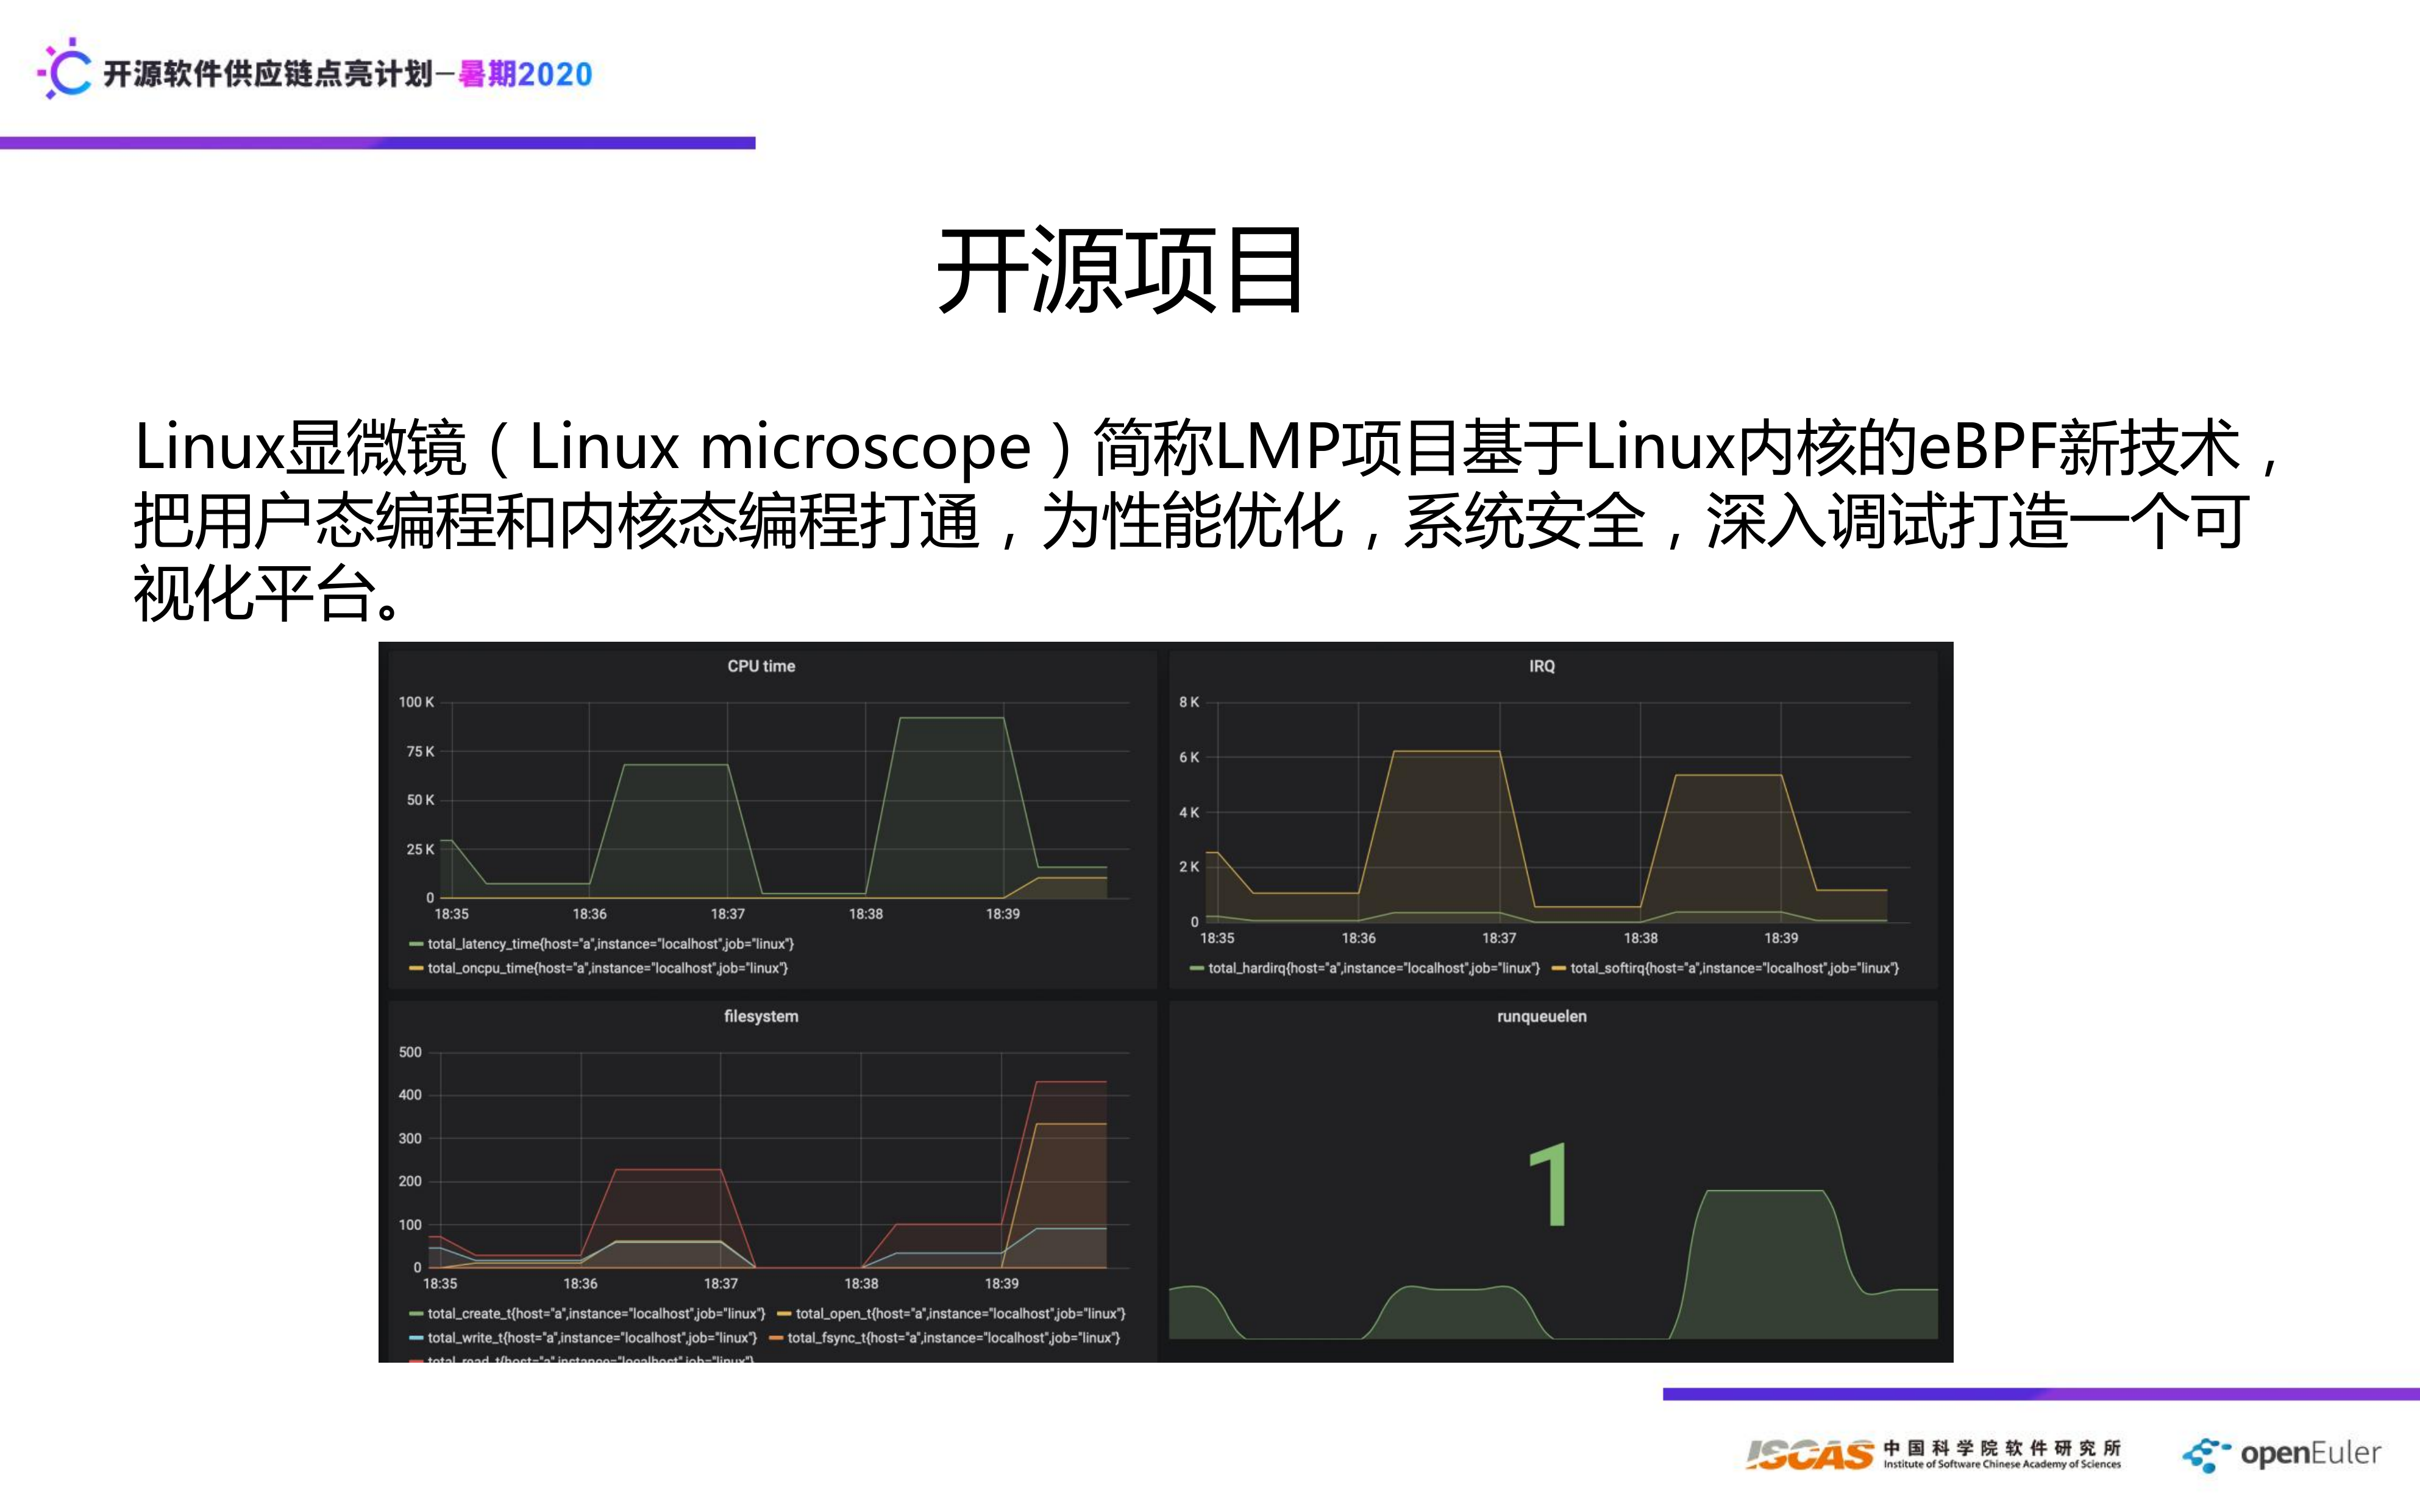 开源软件供应链点亮计划—暑期2020
开源项目
Linux显微镜（Linux microscope）简称LMP项目基于Linux内核的eBPF新技术，
把用户态编程和内核态编程打通，为性能优化，系统安全，深入调试打造一个可
视化平台。
CPU time
100 K
75 K
50 K
25 K
0
18:35 18:36 18:37 18:38 18:39
total_latency_time{host="a",instance="localhost",job="linux"}
total_oncpu_time{host="a",instance="localhost",job="linux"}
IRQ
8 K
6 K
4 K
2 K
0
18:35 18:36 18:37 18:38 18:39
total_hardirq{host="a",instance="localhost",job="linux"} total_softirq{host="a",instance="localhost",job="linux"}
filesystem
500
400
300
200
100
0
18:35 18:36 18:37 18:38 18:39
total_create_t{host="a",instance="localhost",job="linux"} total_open_t{host="a",instance="localhost",job="linux"}
total_write_t{host="a",instance="localhost",job="linux"} total_fsync_t{host="a",instance="localhost",job="linux"}
total_read_t{host="a",instance="localhost",job="linux"}
runqueuelen
1
ISCAS 中国科学院软件研究所
Institute of Software Chinese Academy of Sciences
openEuler